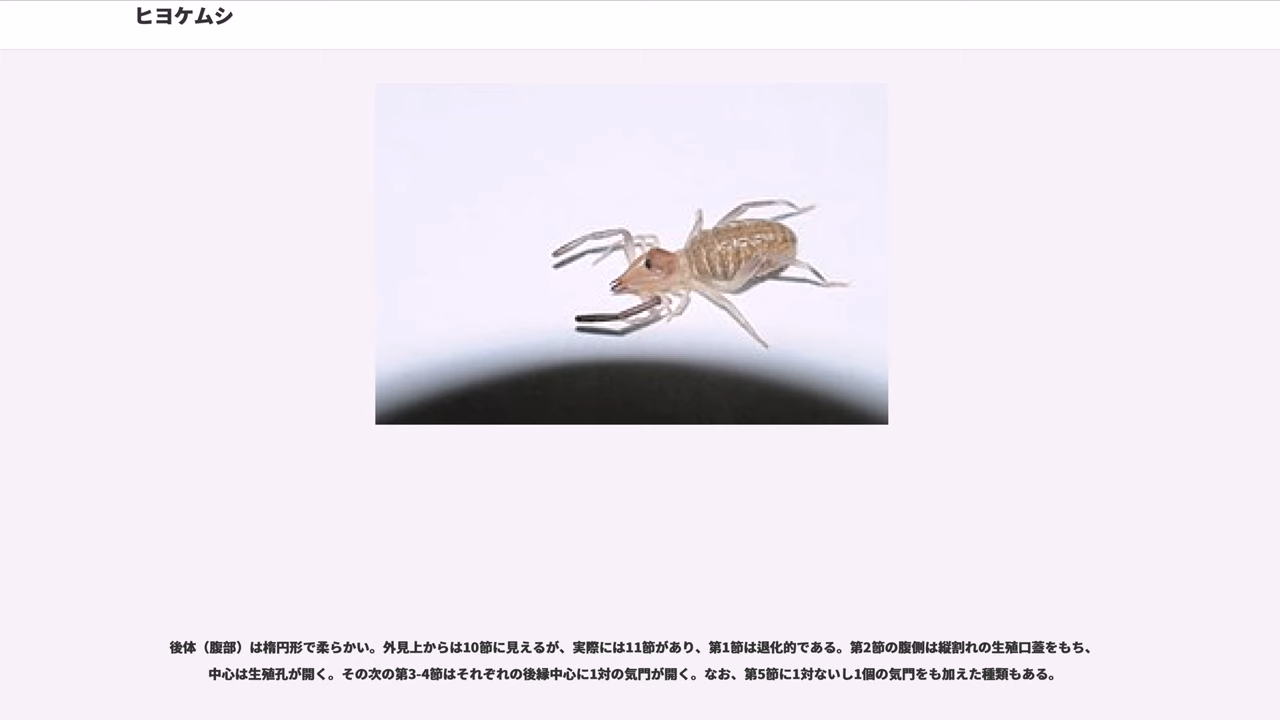 ヒヨケムシ
後体（腹部）は楕円形で柔らかい。外見上からは10節に見えるが、実際には11節があり、第1節は退化的である。第2節の腹側は縦割れの生殖口蓋をもち、
中心は生殖孔が開く。その次の第3-4節はそれぞれの後縁中心に1対の気門が開く。なお、第5節に1対ないし1個の気門をも加えた種類もある。